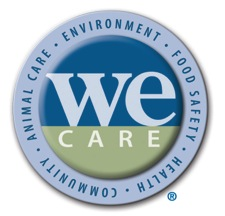 ANIMAL CARE • ENVIRONMENT • FOOD SAFETY • HEALTH • COMMUNITY •
we
CARE
®